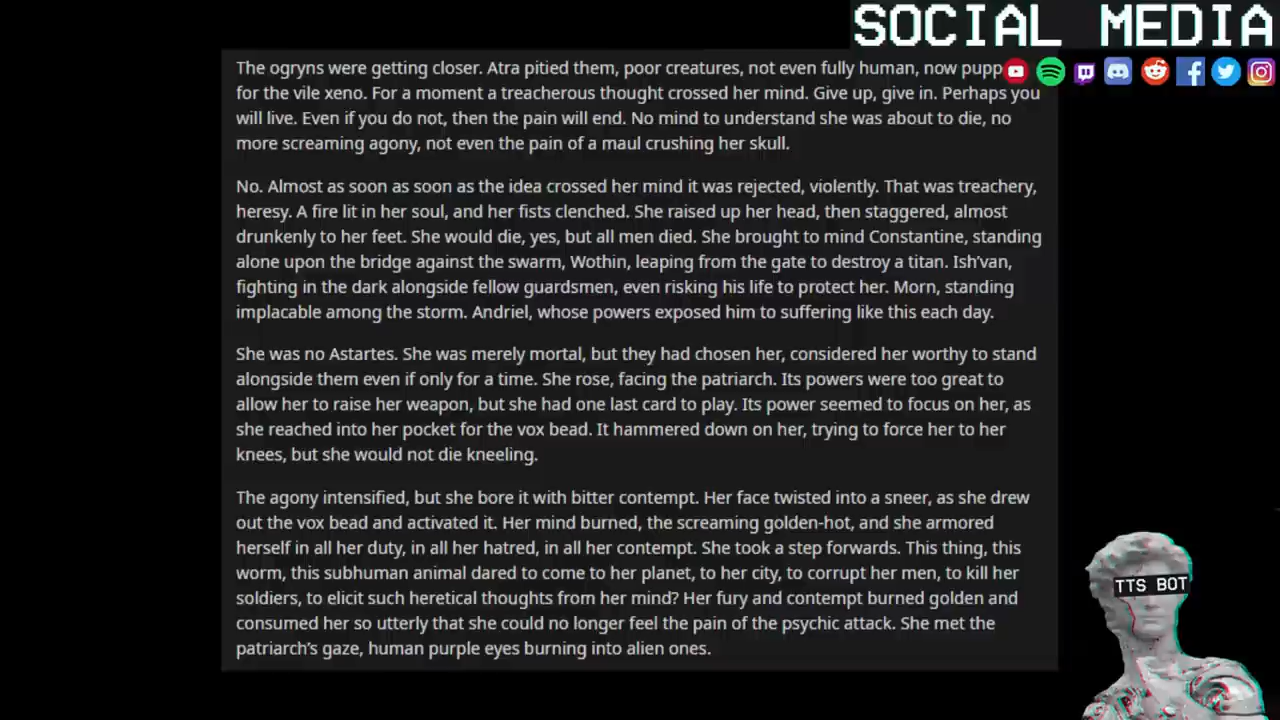 SOCIAL MEDIA
The ogryns were getting closer. Atra pitied them, poor creatures, not even fully human, now pupp
for the vile xeno. For a moment a treacherous thought crossed her mind. Give up, give in. Perhaps you
will live. Even if you do not, then the pain will end. No mind to understand she was about to die, no
more screaming agony, not even the pain of a maul crushing her skull.
No. Almost as soon as soon as the idea crossed her mind it was rejected, violently. That was treachery,
heresy. A fire lit in her soul, and her fists clenched. She raised up her head, then staggered, almost
drunkenly to her feet. She would die, yes, but all men died. She brought to mind Constantine, standing
alone upon the bridge against the swarm, Wothin, leaping from the gate to destroy a titan. Ish'van,
fighting in the dark alongside fellow guardsmen, even risking his life to protect her. Morn, standing
implacable among the storm. Andriel, whose powers exposed him to suffering like this each day.
She was no Astartes. She was merely mortal, but they had chosen her, considered her worthy to stand
alongside them even if only for a time. She rose, facing the patriarch. Its powers were too great to
allow her to raise her weapon, but she had one last card to play. Its power seemed to focus on her, as
she reached into her pocket for the vox bead. It hammered down on her, trying to force her to her
knees, but she would not die kneeling.
The agony intensified, but she bore it with bitter contempt. Her face twisted into a sneer, as she drew
out the vox bead and activated it. Her mind burned, the screaming golden-hot, and she armored
herself in all her duty, in all her hatred, in all her contempt. She took a step forwards. This thing, this
worm, this subhuman animal dared to come to her planet, to her city, to corrupt her men, to kill her
soldiers, to elicit such heretical thoughts from her mind? Her fury and contempt burned golden and
consumed her so utterly that she could no longer feel the pain of the psychic attack. She met the
patriarch's gaze, human purple eyes burning into alien ones.
TTS BOT